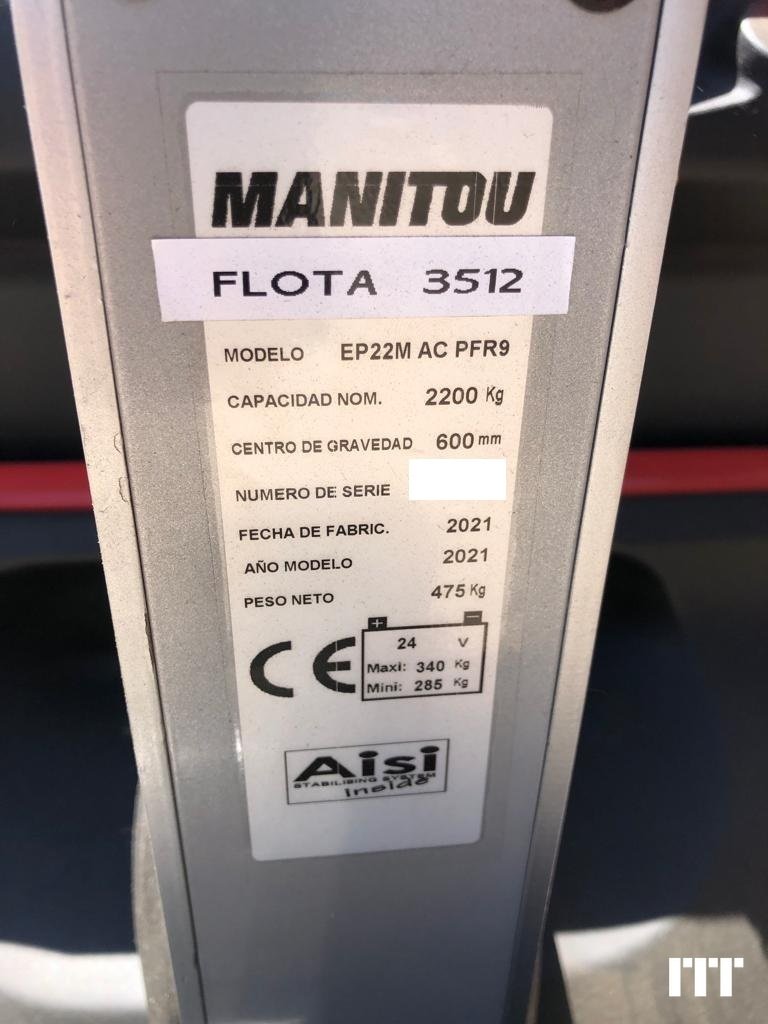 MANITOU
FLOTA 3512
MODELO EP22M AC PFR9
CAPACIDAD NOM. 2200 Kg
CENTRO DE GRAVEDAD 600 mm
NUMERO DE SERIE
FECHA DE FABRIC. 2021
AÑO MODELO 2021
PESO NETO 475 Kg
CE
+ −
24 V
Maxi: 340 Kg
Mini: 285 Kg
Aisi
STABILISING SYSTEM
Inside
ITT